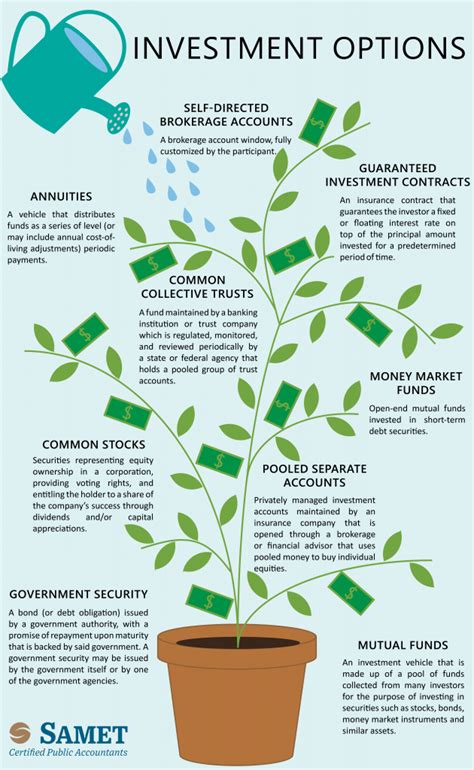 INVESTMENT OPTIONS
SELF-DIRECTED
BROKERAGE ACCOUNTS
A brokerage account window, fully
customized by the participant.
GUARANTEED
INVESTMENT CONTRACTS
An insurance contract that
guarantees the investor a fixed
or floating interest rate on
top of the principal amount
invested for a predetermined
period of time.
ANNUITIES
A vehicle that distributes
funds as a series of level (or
may include annual cost-of-
living adjustments) periodic
payments.
COMMON
COLLECTIVE TRUSTS
A fund maintained by a banking
institution or trust company
which is regulated, monitored,
and reviewed periodically by
a state or federal agency that
holds a pooled group of trust
accounts.
MONEY MARKET
FUNDS
Open-end mutual funds
invested in short-term
debt securities.
COMMON STOCKS
Securities representing equity
ownership in a corporation,
providing voting rights, and
entitling the holder to a share of
the company's success through
dividends and/or capital
appreciations.
POOLED SEPARATE
ACCOUNTS
Privately managed investment
accounts maintained by an
insurance company that is
opened through a brokerage
or financial advisor that uses
pooled money to buy individual
equities.
GOVERNMENT SECURITY
A bond (or debt obligation) issued
by a government authority, with a
promise of repayment upon maturity
that is backed by said government. A
government security may be issued
by the government itself or by one
of the government agencies.
MUTUAL FUNDS
An investment vehicle that is
made up of a pool of funds
collected from many investors
for the purpose of investing in
securities such as stocks, bonds,
money market instruments and
similar assets.
SAMET
Certified Public Accountants